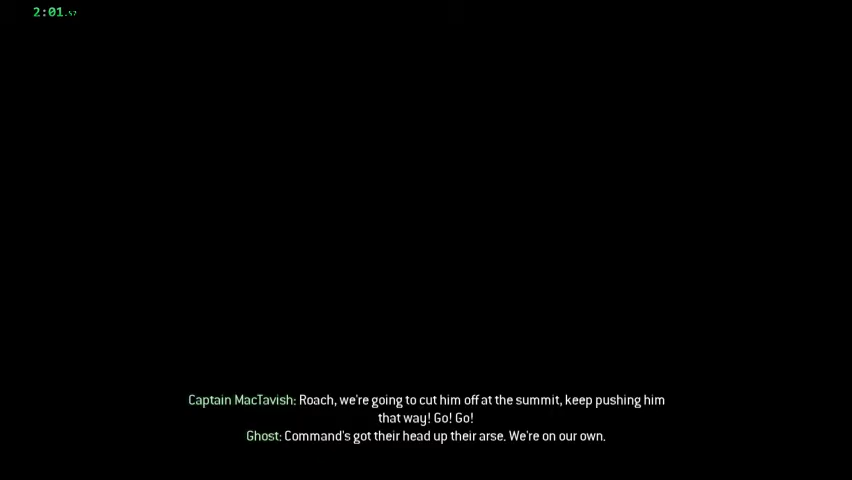 2:01.57
Captain MacTavish: Roach, we're going to cut him off at the summit, keep pushing him
that way! Go! Go!
Ghost: Command's got their head up their arse. We're on our own.